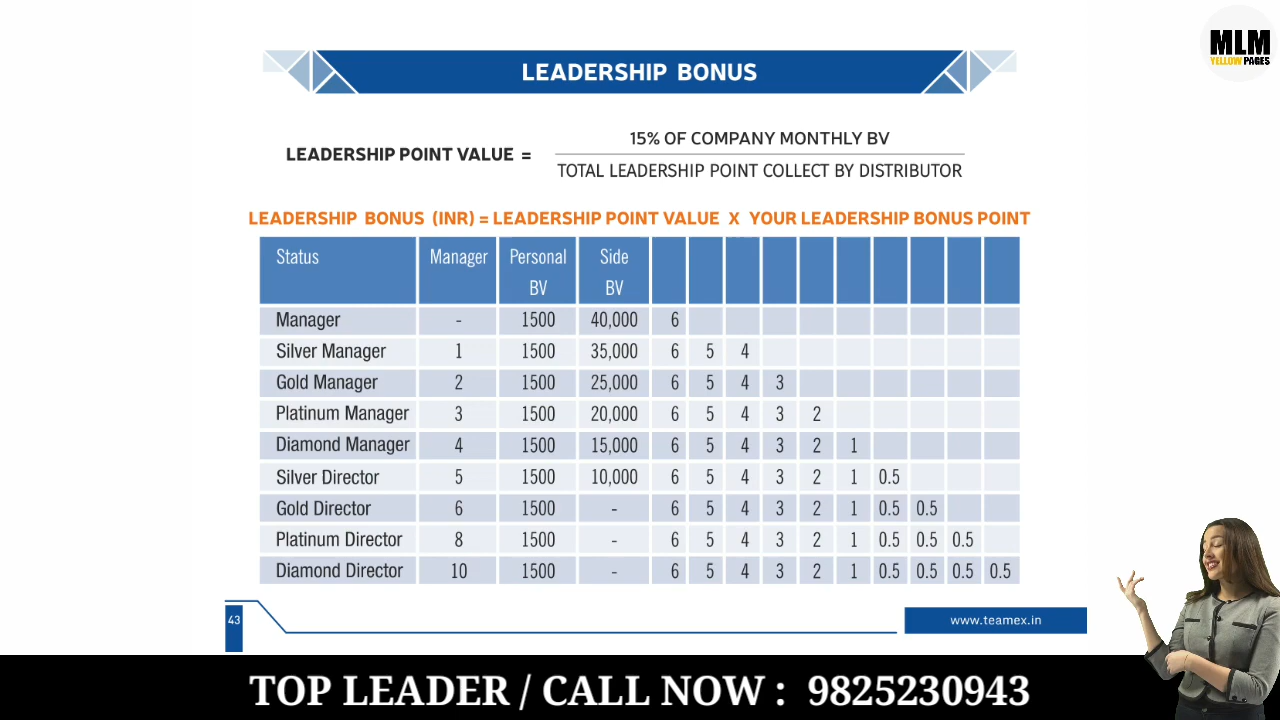 MLM
YELLOW PAGES
LEADERSHIP BONUS
15% OF COMPANY MONTHLY BV
LEADERSHIP POINT VALUE =
TOTAL LEADERSHIP POINT COLLECT BY DISTRIBUTOR
LEADERSHIP BONUS (INR) = LEADERSHIP POINT VALUE X YOUR LEADERSHIP BONUS POINT
Status Manager Personal BV Side BV
Manager - 1500 40,000 6
Silver Manager 1 1500 35,000 6 5 4
Gold Manager 2 1500 25,000 6 5 4 3
Platinum Manager 3 1500 20,000 6 5 4 3 2
Diamond Manager 4 1500 15,000 6 5 4 3 2 1
Silver Director 5 1500 10,000 6 5 4 3 2 1 0.5
Gold Director 6 1500 - 6 5 4 3 2 1 0.5 0.5
Platinum Director 8 1500 - 6 5 4 3 2 1 0.5 0.5 0.5
Diamond Director 10 1500 - 6 5 4 3 2 1 0.5 0.5 0.5 0.5
43
www.teamex.in
TOP LEADER / CALL NOW : 9825230943